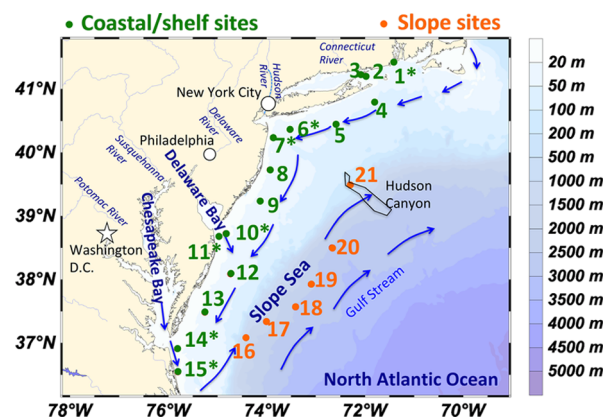 • Coastal/shelf sites
• Slope sites
Connecticut
River
Hudson
River
41°N
40°N
39°N
38°N
37°N
3
2
1*
4
5
6*
7*
8
9
10*
11*
12
13
14*
15*
16
17
18
19
20
21
New York City
Philadelphia
Delaware
River
Susquehanna
River
Potomac River
Delaware Bay
Chesapeake Bay
Washington
D.C.
Hudson
Canyon
Slope Sea
Gulf Stream
North Atlantic Ocean
78°W
76°W
74°W
72°W
70°W
20 m
50 m
100 m
200 m
500 m
1000 m
1500 m
2000 m
2500 m
3000 m
3500 m
4000 m
4500 m
5000 m